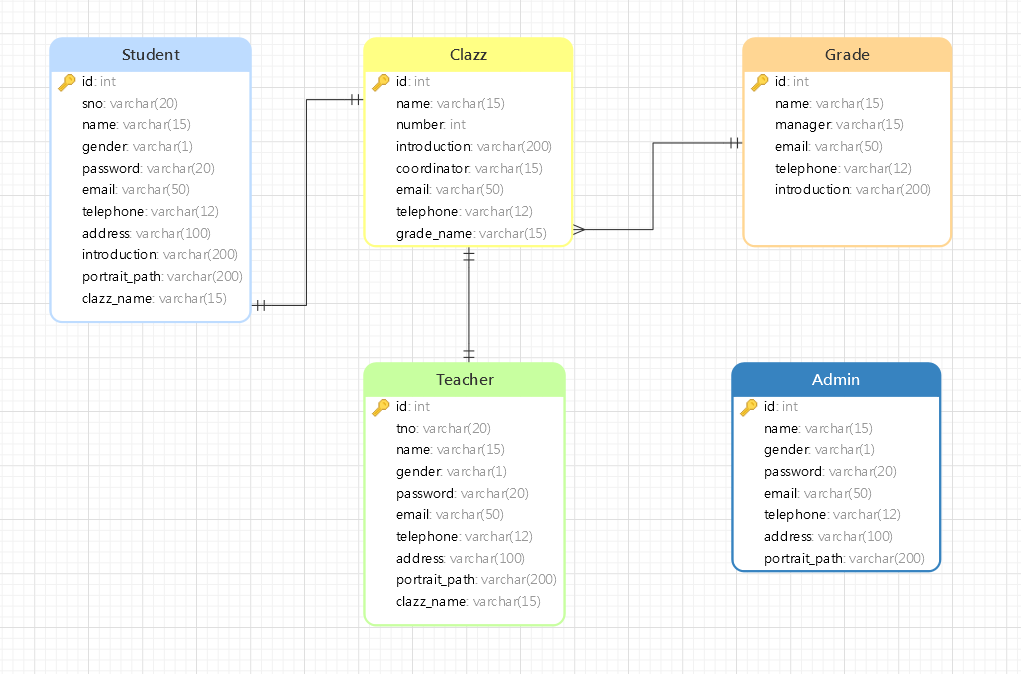 Student
id: int
sno: varchar(20)
name: varchar(15)
gender: varchar(1)
password: varchar(20)
email: varchar(50)
telephone: varchar(12)
address: varchar(100)
introduction: varchar(200)
portrait_path: varchar(200)
clazz_name: varchar(15)
Clazz
id: int
name: varchar(15)
number: int
introduction: varchar(200)
coordinator: varchar(15)
email: varchar(50)
telephone: varchar(12)
grade_name: varchar(15)
Grade
id: int
name: varchar(15)
manager: varchar(15)
email: varchar(50)
telephone: varchar(12)
introduction: varchar(200)
Teacher
id: int
tno: varchar(20)
name: varchar(15)
gender: varchar(1)
password: varchar(20)
email: varchar(50)
telephone: varchar(12)
address: varchar(100)
portrait_path: varchar(200)
clazz_name: varchar(15)
Admin
id: int
name: varchar(15)
gender: varchar(1)
password: varchar(20)
email: varchar(50)
telephone: varchar(12)
address: varchar(100)
portrait_path: varchar(200)